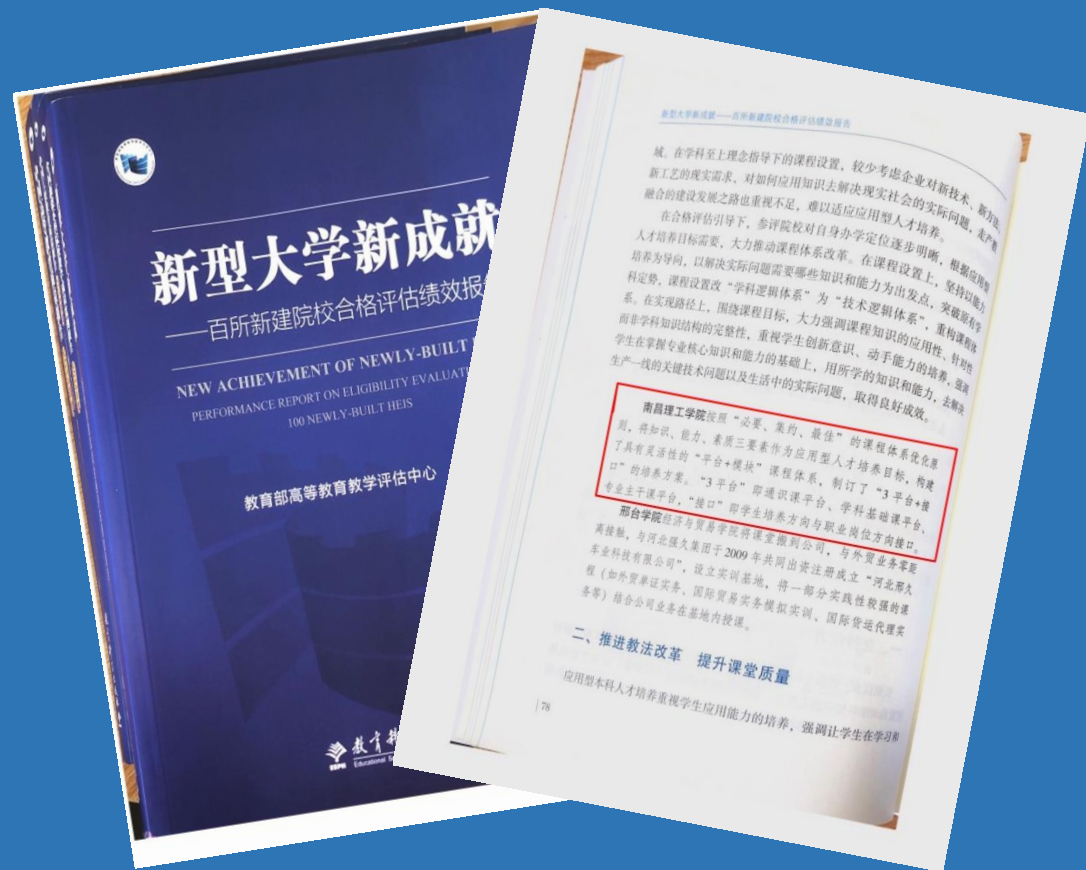 新型大学新成就
——百所新建院校合格评估绩效报
NEW ACHIEVEMENT OF NEWLY-BUILT
PERFORMANCE REPORT ON ELIGIBILITY EVALUAT
100 NEWLY-BUILT HEIS
教育部高等教育教学评估中心
教育
ESPH
Educational
新型大学新成就——百所新建院校合格评估绩效报告
域。在学科至上理念指导下的课程设置，较少考虑企业对新技术、新方法、
新工艺的现实需求，对如何应用知识去解决现实社会的实际问题，走产教
融合的建设发展之路也重视不足，难以适应应用型人才培养。
在合格评估引导下，参评院校对自身办学定位逐步明晰，根据应用型
人才培养目标需要，大力推动课程体系改革。在课程设置上，坚持以能力
培养为导向，以解决实际问题需要哪些知识和能力为出发点，突破原有学
科定势，课程设置改“学科逻辑体系”为“技术逻辑体系”，重构课程体
系。在实现路径上，围绕课程目标，大力强调课程知识的应用性、针对性
而非学科知识结构的完整性，重视学生创新意识、动手能力的培养，强调
学生在掌握专业核心知识和能力的基础上，用所学的知识和能力，去解决
生产一线的关键技术问题以及生活中的实际问题，取得良好成效。
南昌理工学院按照“必要、集约、最佳”的课程体系优化原
则，将知识、能力、素质三要素作为应用型人才培养目标，构建
了具有灵活性的“平台+模块”课程体系，制订了“3平台+接
口”的培养方案。“3平台”即通识课平台、学科基础课平台、
专业主干课平台，“接口”即学生培养方向与职业岗位方向接口。
邢台学院经济与贸易学院将课堂搬到公司，与外贸业务零距
离接触，与河北强久集团于2009年共同出资注册成立“河北邢久
车业科技有限公司”，设立实训基地，将一部分实践性较强的课
程（如外贸单证实务、国际贸易实务模拟实训、国际货运代理实
务等）结合公司业务在基地内授课。
二、推进教法改革 提升课堂质量
应用型本科人才培养重视学生应用能力的培养，强调让学生在学习和
78